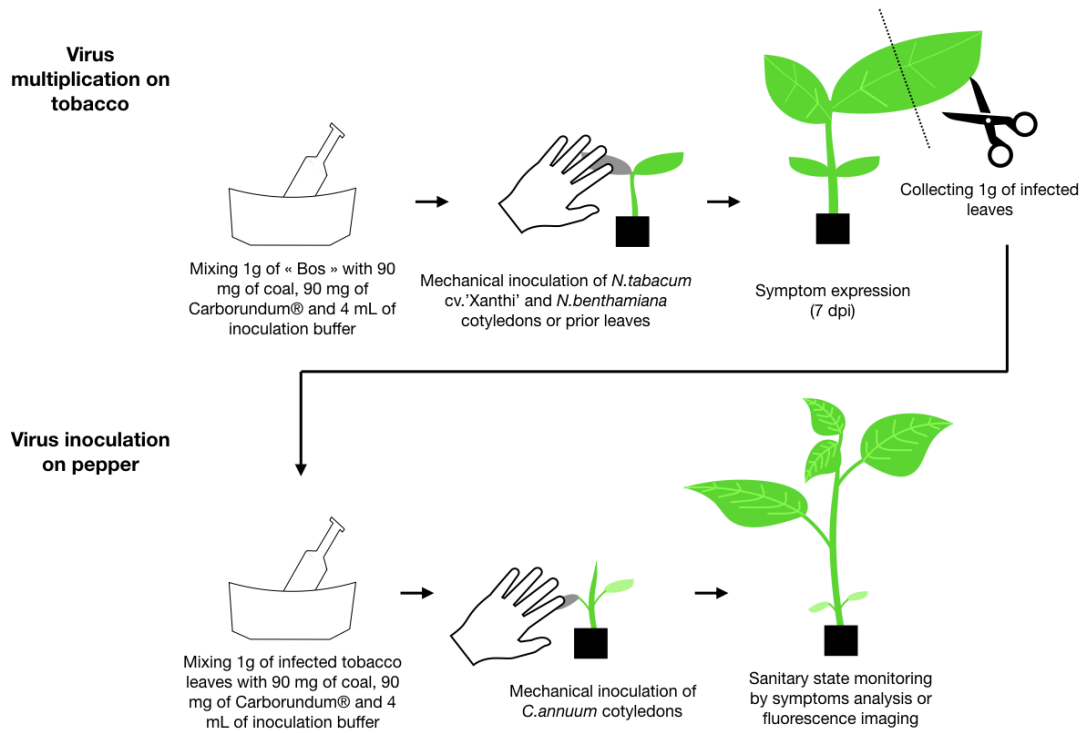 Virus
multiplication on
tobacco
Mixing 1g of « Bos » with 90
mg of coal, 90 mg of
Carborundum® and 4 mL of
inoculation buffer
Mechanical inoculation of N.tabacum
cv.'Xanthi' and N.benthamiana
cotyledons or prior leaves
Symptom expression
(7 dpi)
Collecting 1g of infected
leaves
Virus inoculation
on pepper
Mixing 1g of infected tobacco
leaves with 90 mg of coal, 90
mg of Carborundum® and 4
mL of inoculation buffer
Mechanical inoculation of
C.annuum cotyledons
Sanitary state monitoring
by symptoms analysis or
fluorescence imaging